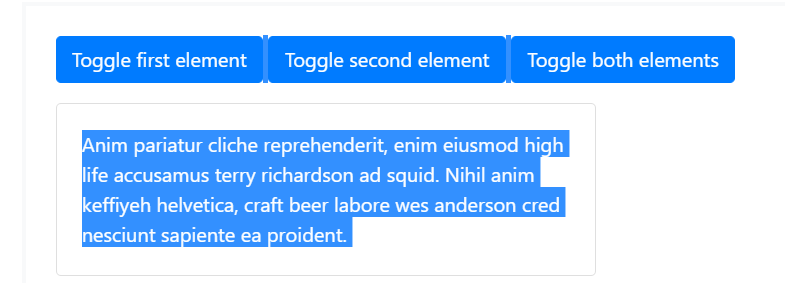 Toggle first element Toggle second element Toggle both elements
Anim pariatur cliche reprehenderit, enim eiusmod high
life accusamus terry richardson ad squid. Nihil anim
keffiyeh helvetica, craft beer labore wes anderson cred
nesciunt sapiente ea proident.